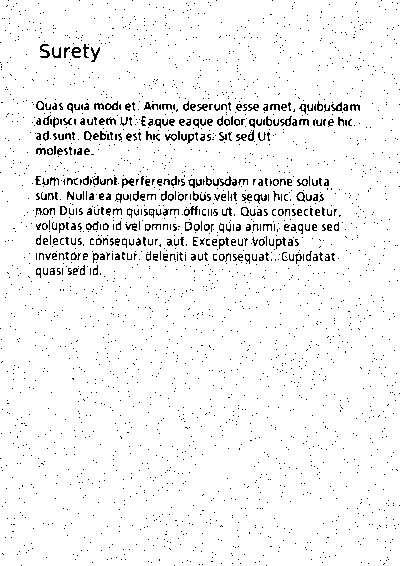 Surety
Quas quia modi et. Animi, deserunt esse amet, quibusdam
adipisci autem Ut. Eaque eaque dolor quibusdam iure hic
ad sunt. Debitis est hic voluptas. Sit sed Ut
molestiae.
Eum incididunt perferendis quibusdam ratione soluta
sunt. Nulla ea quidem doloribus velit sequi hic. Quas
non Duis autem quisquam officiis ut. Quas consectetur,
voluptas odio id vel omnis. Dolor quia animi, eaque sed
delectus, consequatur, aut. Excepteur voluptas
inventore pariatur, deleniti aut consequat. Cupidatat
quasi sed id.